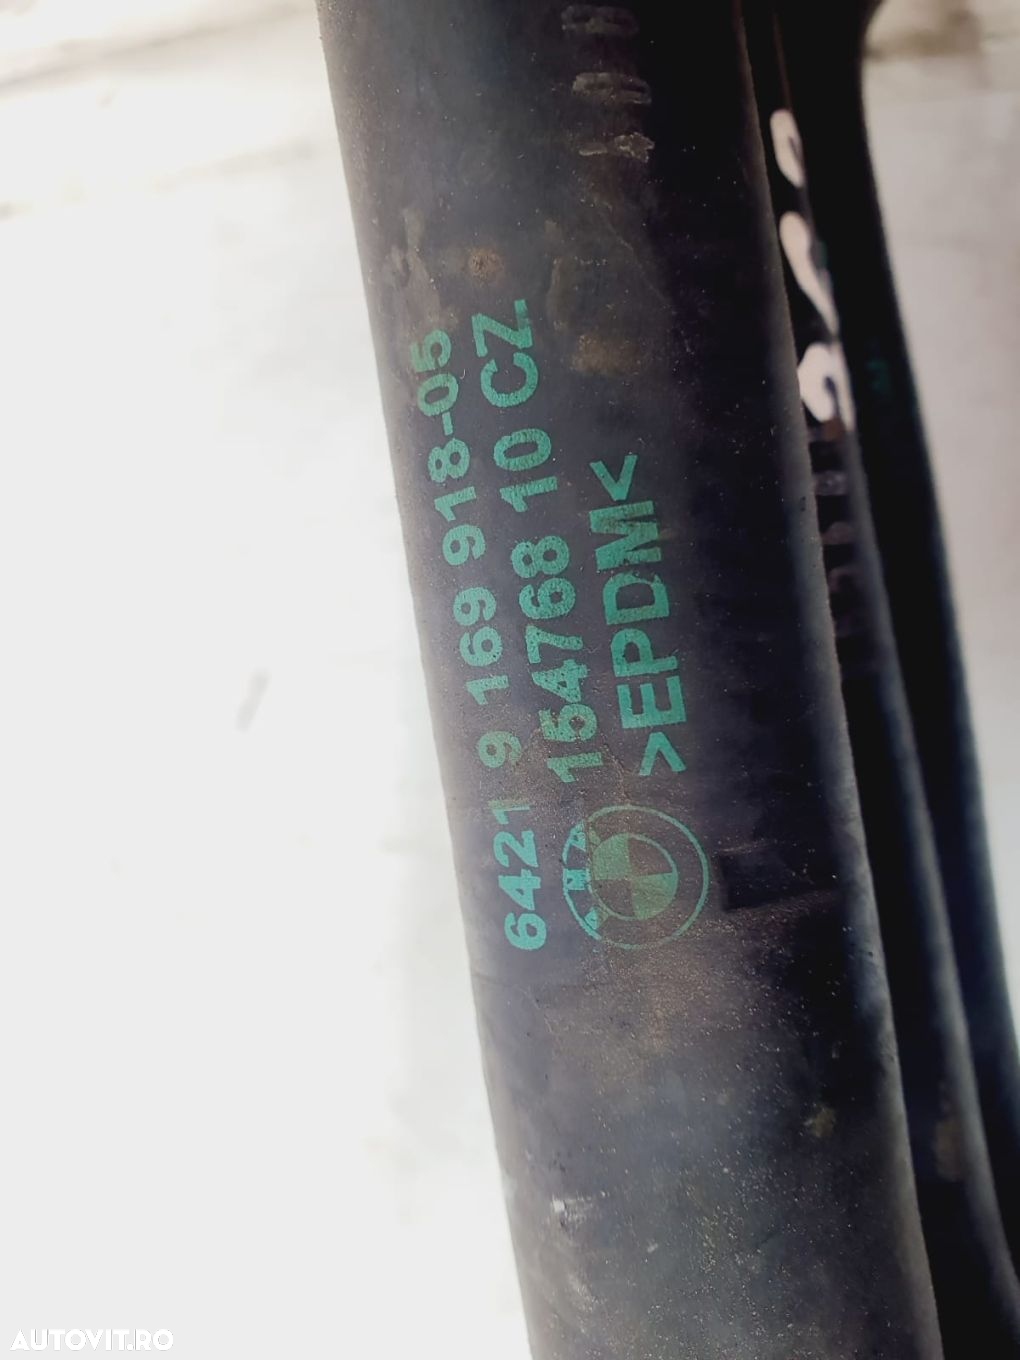 6421 9 169 918-05
154768 10 CZ
>EPDM<
AUTOVIT.RO